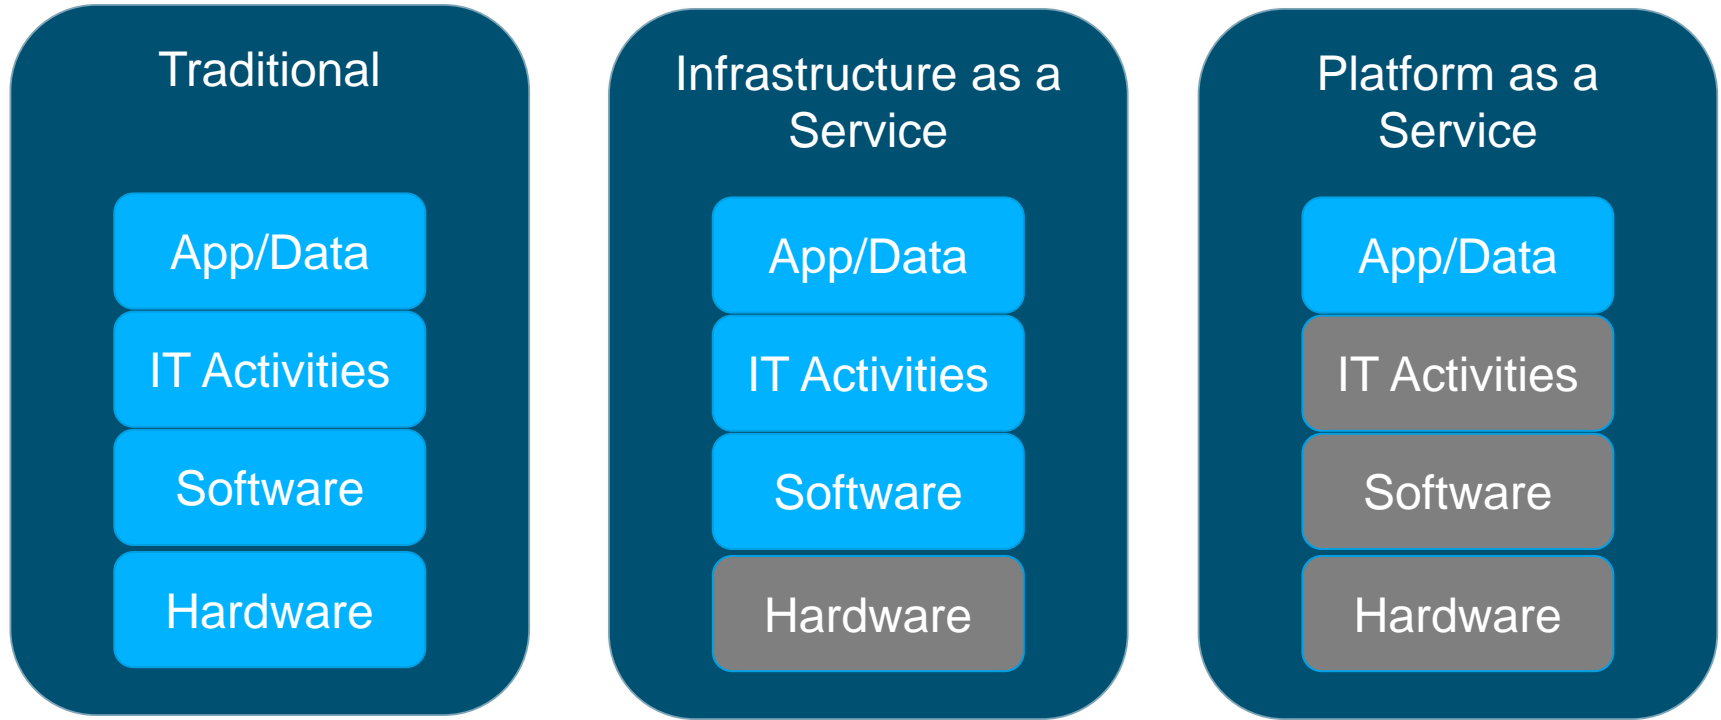 Traditional
App/Data
IT Activities
Software
Hardware
Infrastructure as a
Service
App/Data
IT Activities
Software
Hardware
Platform as a
Service
App/Data
IT Activities
Software
Hardware